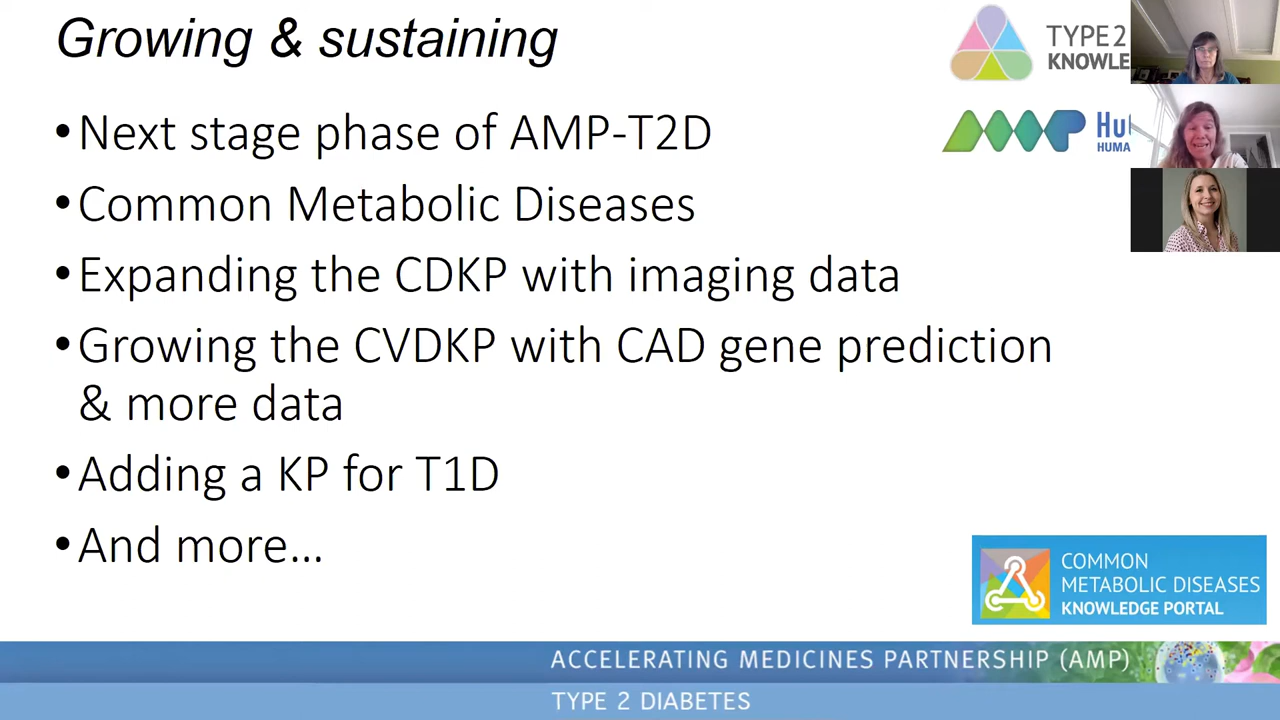 Growing & sustaining
•Next stage phase of AMP-T2D
•Common Metabolic Diseases
•Expanding the CDKP with imaging data
•Growing the CVDKP with CAD gene prediction
& more data
•Adding a KP for T1D
•And more...
TYPE 2
KNOWLE
AMP
HUMA
COMMON
METABOLIC DISEASES
KNOWLEDGE PORTAL
ACCELERATING MEDICINES PARTNERSHIP (AMP)
TYPE 2 DIABETES